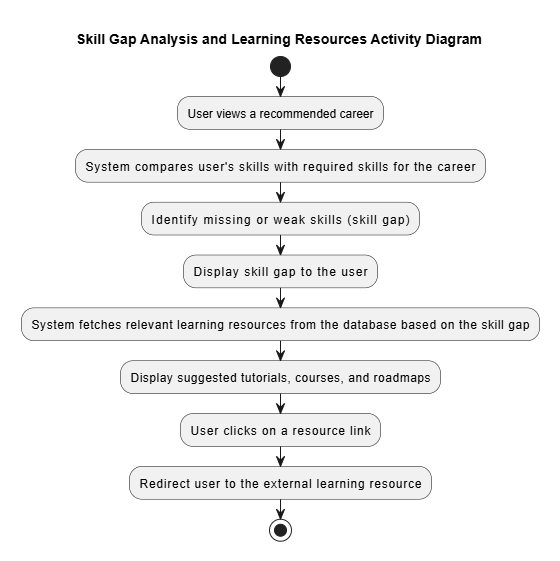 Skill Gap Analysis and Learning Resources Activity Diagram
User views a recommended career
System compares user's skills with required skills for the career
Identify missing or weak skills (skill gap)
Display skill gap to the user
System fetches relevant learning resources from the database based on the skill gap
Display suggested tutorials, courses, and roadmaps
User clicks on a resource link
Redirect user to the external learning resource